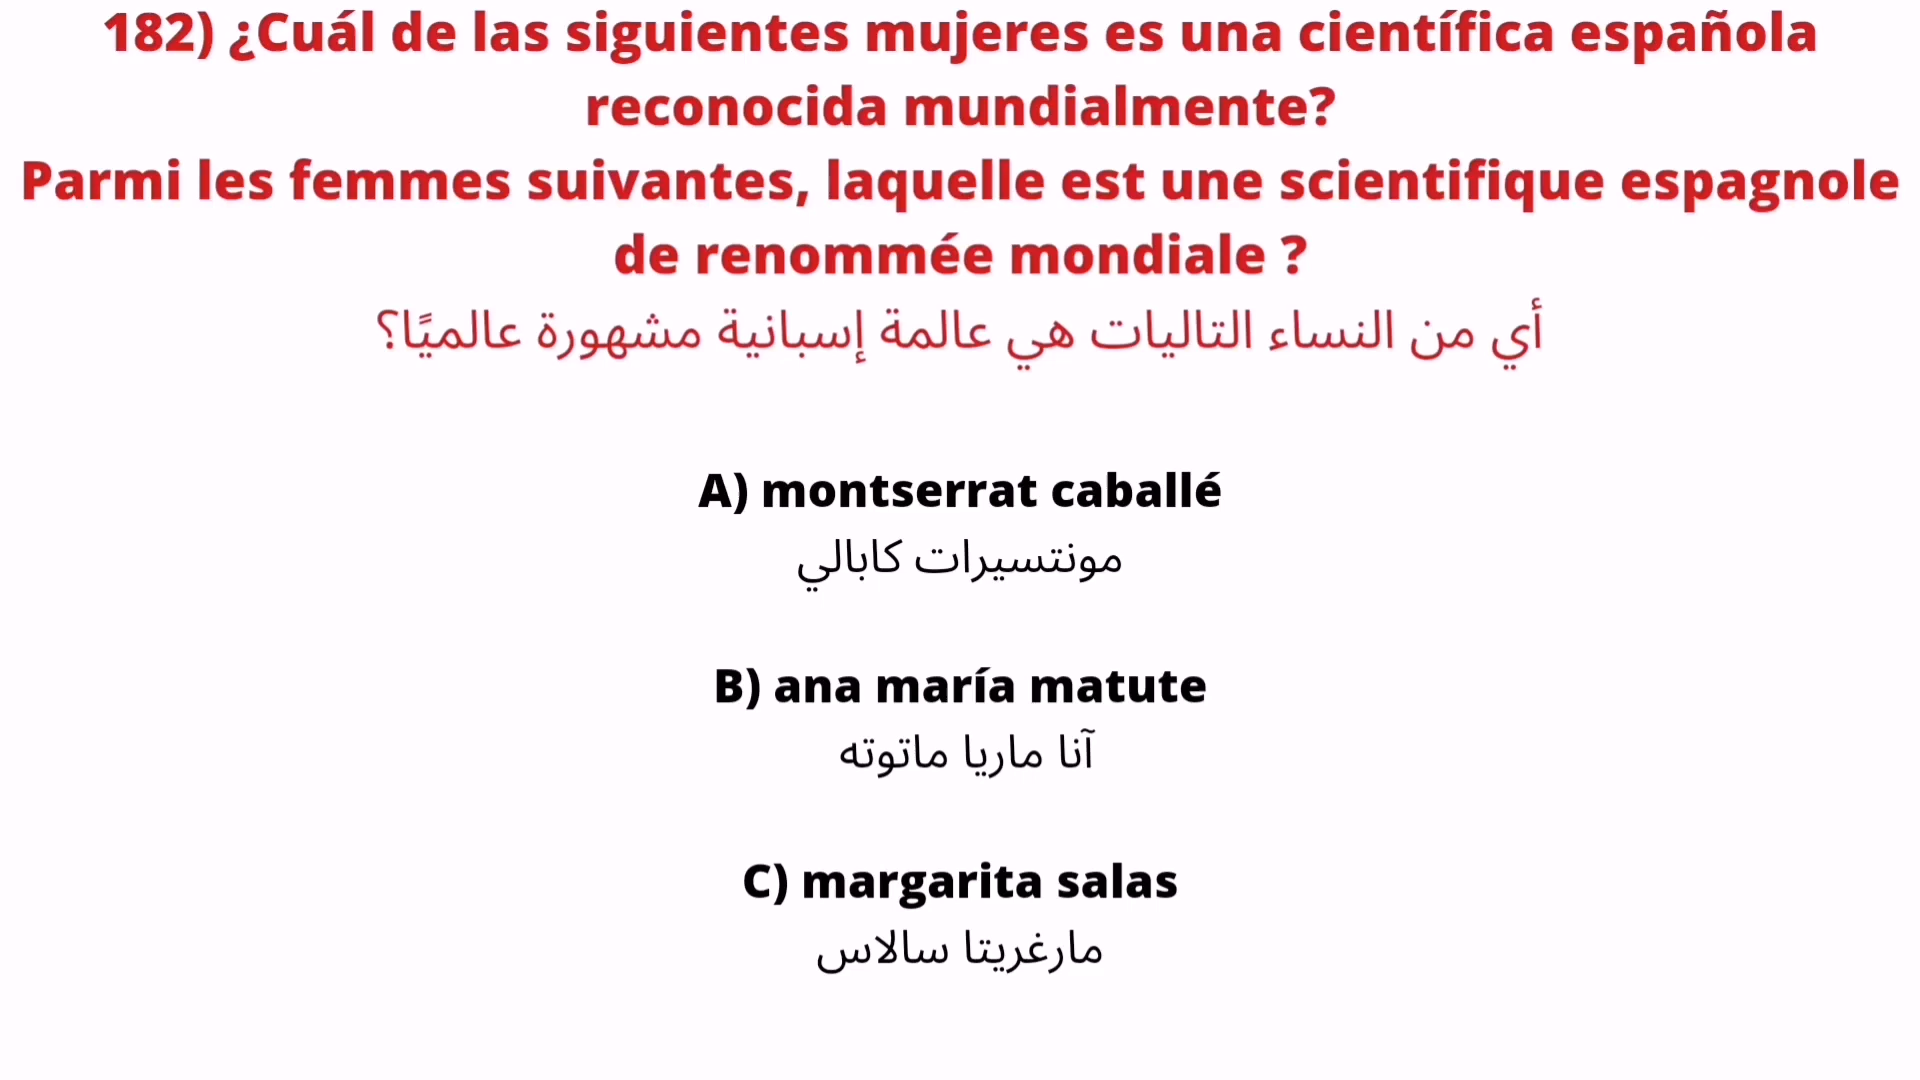 182) ¿Cuál de las siguientes mujeres es una científica española
reconocida mundialmente?
Parmi les femmes suivantes, laquelle est une scientifique espagnole
de renommée mondiale ?
أي من النساء التاليات هي عالمة إسبانية مشهورة عالميًا؟
A) montserrat caballé
مونتسيرات كابالي
B) ana maría matute
آنا ماريا ماتوته
C) margarita salas
مارغريتا سالاس